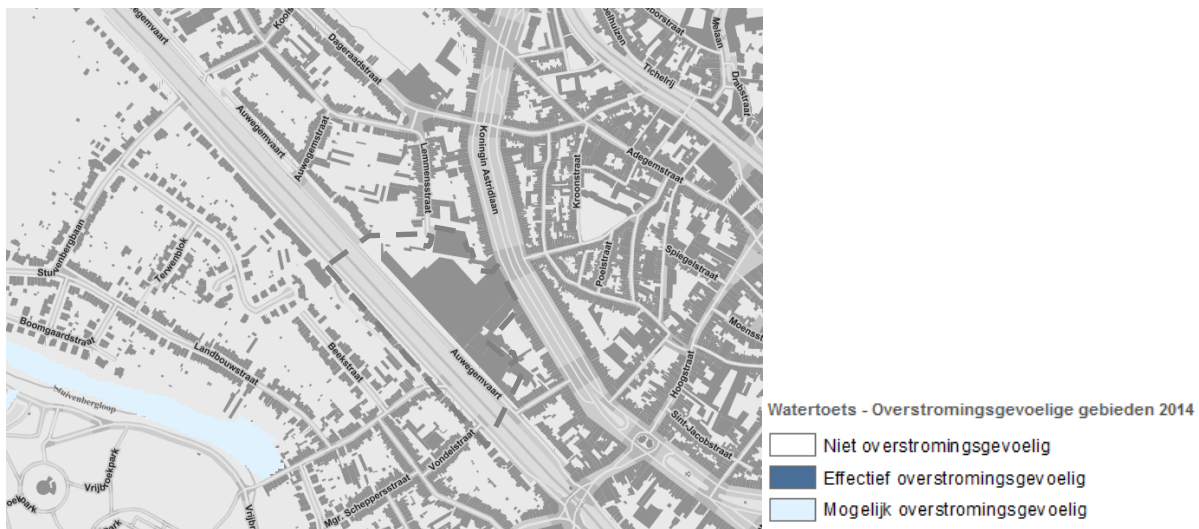 Auwegemvaart
Dageraadstraat
Tichelrij
Melaan
Drabstraat
Auwegemvaart
Auwegemstraat
Lemmensstraat
Koningin Astridlaan
Kroonstraat
Adegemstraat
Stuivenbergbaan
Terwenblok
Poelstraat
Spiegelstraat
Boomgaardstraat
Landbouwstraat
Beekstraat
Auwegemvaart
Hoogstraat
Stuivenbergloop
Vondelstraat
Sint-Jacobstraat
Mgr. Scheppersstraat
Vrijbroekpark
Watertoets - Overstromingsgevoelige gebieden 2014
Niet overstromingsgevoelig
Effectief overstromingsgevoelig
Mogelijk overstromingsgevoelig